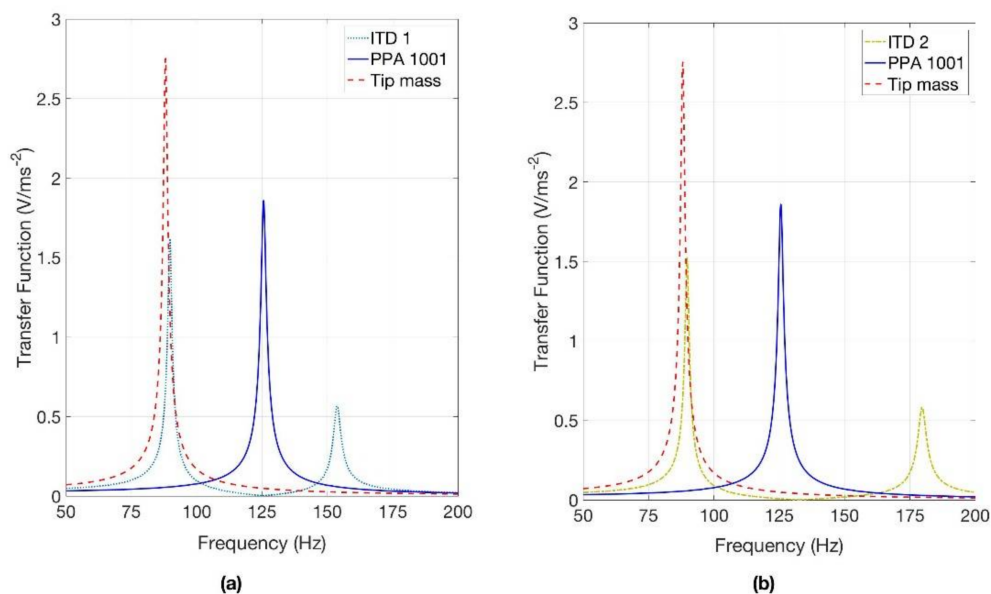 3
2.5
2
1.5
1
0.5
0
50
75
100
125
150
175
200
Transfer Function (V/ms⁻²)
Frequency (Hz)
ITD 1
PPA 1001
Tip mass
(a)
3
2.5
2
1.5
1
0.5
0
50
75
100
125
150
175
200
Transfer Function (V/ms⁻²)
Frequency (Hz)
ITD 2
PPA 1001
Tip mass
(b)